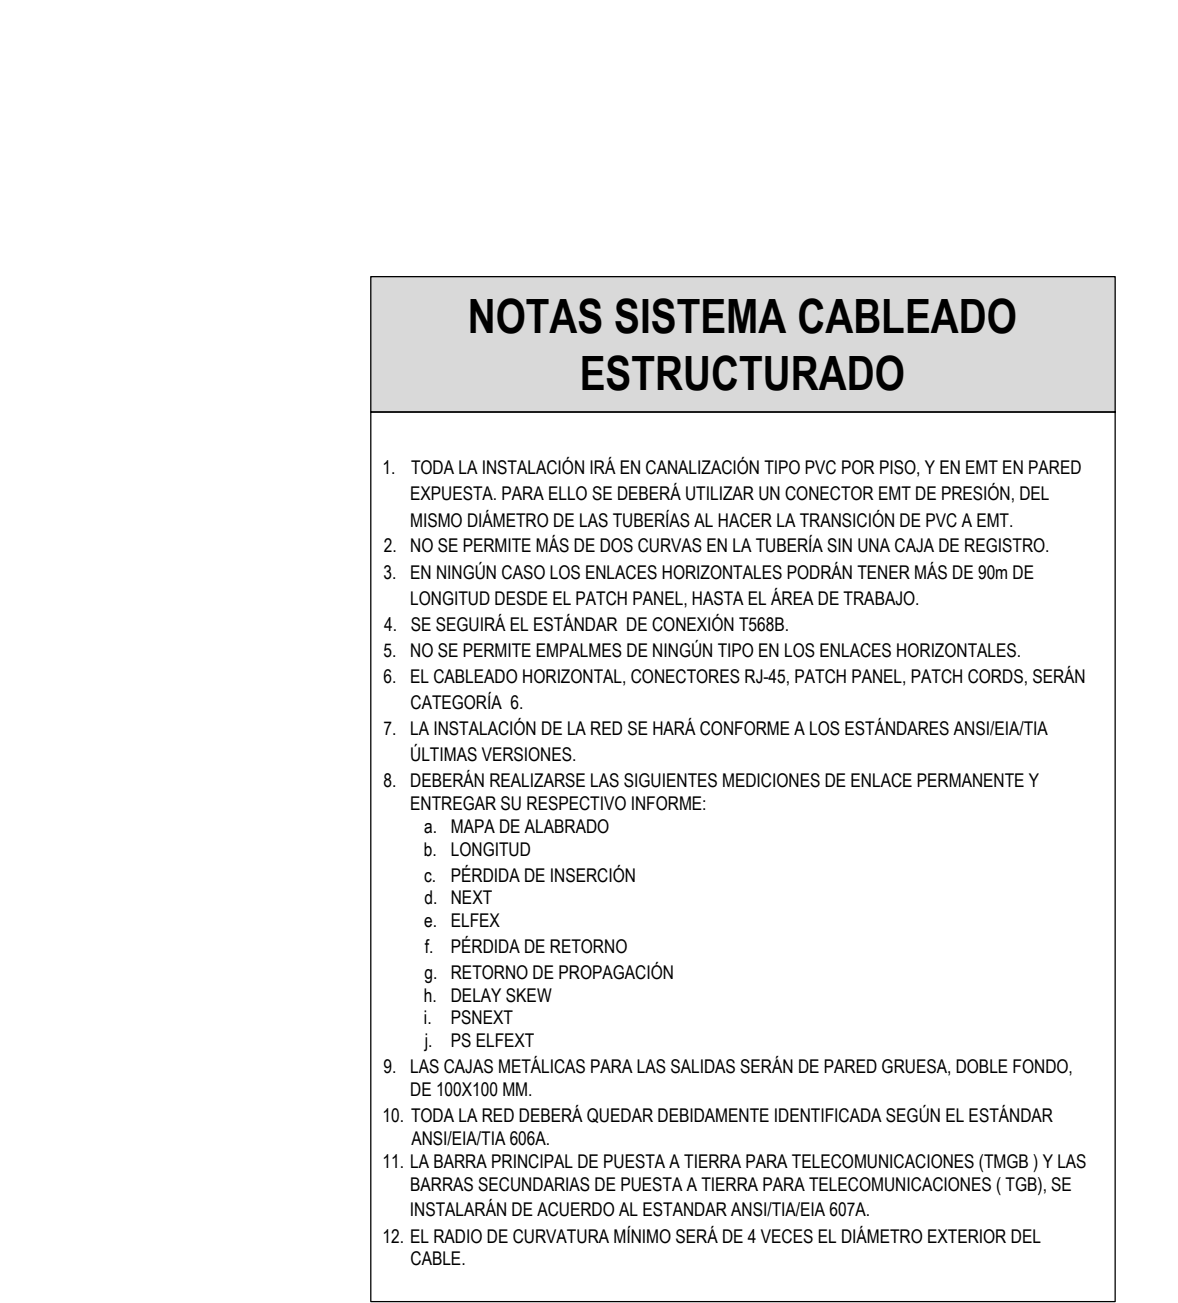 NOTAS SISTEMA CABLEADO
ESTRUCTURADO
1. TODA LA INSTALACIÓN IRÁ EN CANALIZACIÓN TIPO PVC POR PISO, Y EN EMT EN PARED
EXPUESTA. PARA ELLO SE DEBERÁ UTILIZAR UN CONECTOR EMT DE PRESIÓN, DEL
MISMO DIÁMETRO DE LAS TUBERÍAS AL HACER LA TRANSICIÓN DE PVC A EMT.
2. NO SE PERMITE MÁS DE DOS CURVAS EN LA TUBERÍA SIN UNA CAJA DE REGISTRO.
3. EN NINGÚN CASO LOS ENLACES HORIZONTALES PODRÁN TENER MÁS DE 90m DE
LONGITUD DESDE EL PATCH PANEL, HASTA EL ÁREA DE TRABAJO.
4. SE SEGUIRÁ EL ESTÁNDAR DE CONEXIÓN T568B.
5. NO SE PERMITE EMPALMES DE NINGÚN TIPO EN LOS ENLACES HORIZONTALES.
6. EL CABLEADO HORIZONTAL, CONECTORES RJ-45, PATCH PANEL, PATCH CORDS, SERÁN
CATEGORÍA 6.
7. LA INSTALACIÓN DE LA RED SE HARÁ CONFORME A LOS ESTÁNDARES ANSI/EIA/TIA
ÚLTIMAS VERSIONES.
8. DEBERÁN REALIZARSE LAS SIGUIENTES MEDICIONES DE ENLACE PERMANENTE Y
ENTREGAR SU RESPECTIVO INFORME:
a. MAPA DE ALABRADO
b. LONGITUD
c. PÉRDIDA DE INSERCIÓN
d. NEXT
e. ELFEX
f. PÉRDIDA DE RETORNO
g. RETORNO DE PROPAGACIÓN
h. DELAY SKEW
i. PSNEXT
j. PS ELFEXT
9. LAS CAJAS METÁLICAS PARA LAS SALIDAS SERÁN DE PARED GRUESA, DOBLE FONDO,
DE 100X100 MM.
10. TODA LA RED DEBERÁ QUEDAR DEBIDAMENTE IDENTIFICADA SEGÚN EL ESTÁNDAR
ANSI/EIA/TIA 606A.
11. LA BARRA PRINCIPAL DE PUESTA A TIERRA PARA TELECOMUNICACIONES (TMGB ) Y LAS
BARRAS SECUNDARIAS DE PUESTA A TIERRA PARA TELECOMUNICACIONES ( TGB), SE
INSTALARÁN DE ACUERDO AL ESTANDAR ANSI/TIA/EIA 607A.
12. EL RADIO DE CURVATURA MÍNIMO SERÁ DE 4 VECES EL DIÁMETRO EXTERIOR DEL
CABLE.